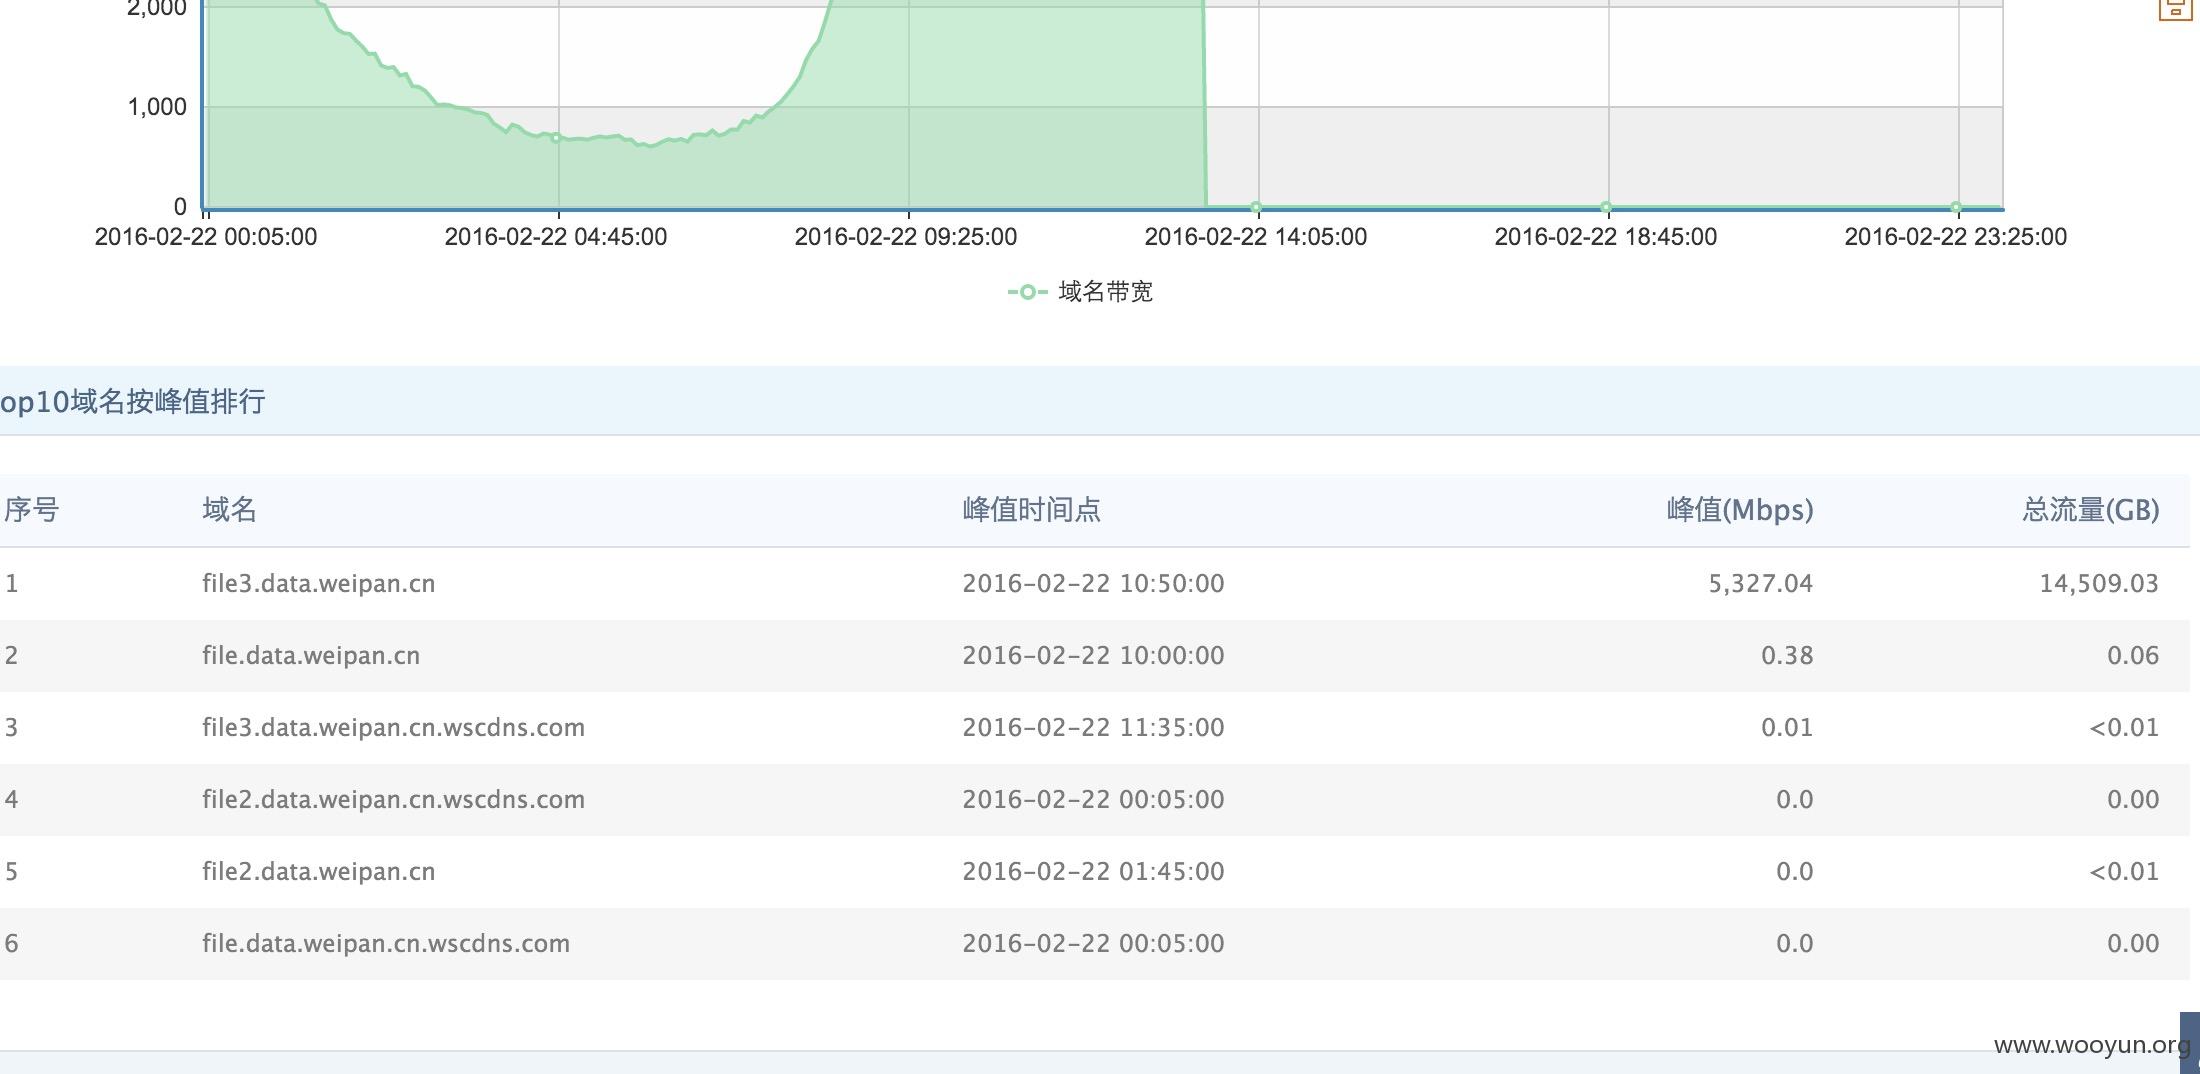 2,000
1,000
0
2016-02-22 00:05:00 2016-02-22 04:45:00 2016-02-22 09:25:00 2016-02-22 14:05:00 2016-02-22 18:45:00 2016-02-22 23:25:00
域名带宽
op10域名按峰值排行
序号 域名 峰值时间点 峰值(Mbps) 总流量(GB)
1 file3.data.weipan.cn 2016-02-22 10:50:00 5,327.04 14,509.03
2 file.data.weipan.cn 2016-02-22 10:00:00 0.38 0.06
3 file3.data.weipan.cn.wscdns.com 2016-02-22 11:35:00 0.01 <0.01
4 file2.data.weipan.cn.wscdns.com 2016-02-22 00:05:00 0.0 0.00
5 file2.data.weipan.cn 2016-02-22 01:45:00 0.0 <0.01
6 file.data.weipan.cn.wscdns.com 2016-02-22 00:05:00 0.0 0.00
www.wooyun.org